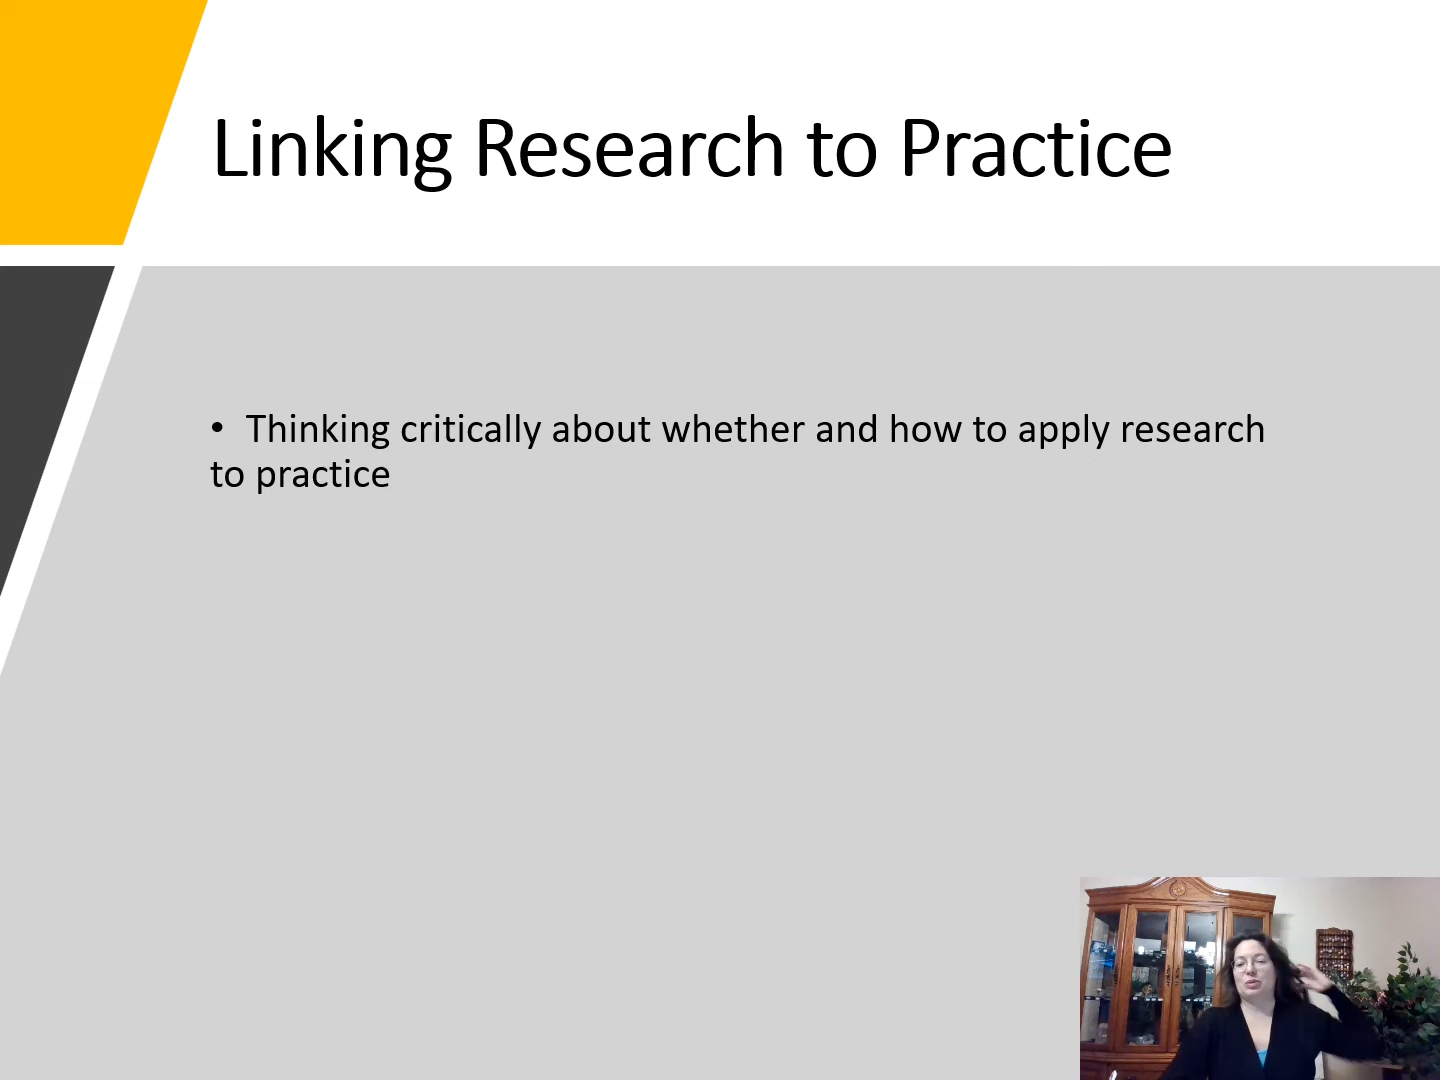 Linking Research to Practice
• Thinking critically about whether and how to apply research
to practice